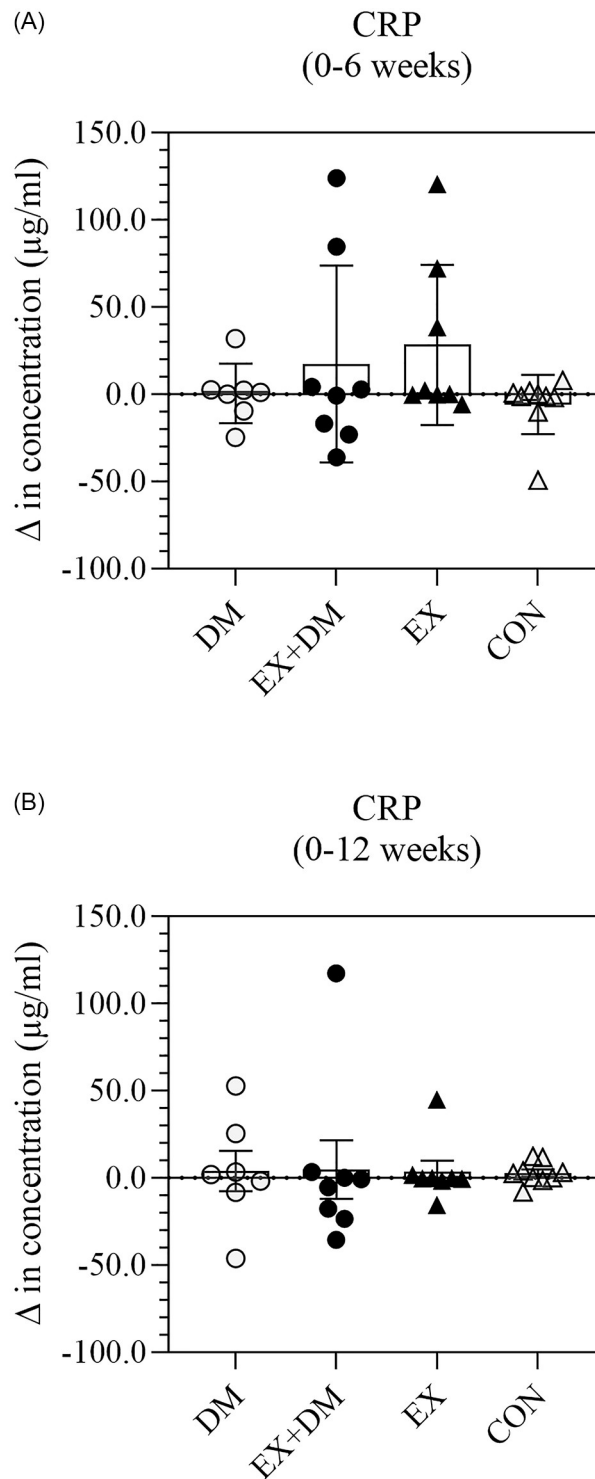 (A)
CRP
(0-6 weeks)
Δ in concentration (µg/ml)
150.0
100.0
50.0
0.0
-50.0
-100.0
DM
EX+DM
EX
CON
(B)
CRP
(0-12 weeks)
Δ in concentration (µg/ml)
150.0
100.0
50.0
0.0
-50.0
-100.0
DM
EX+DM
EX
CON